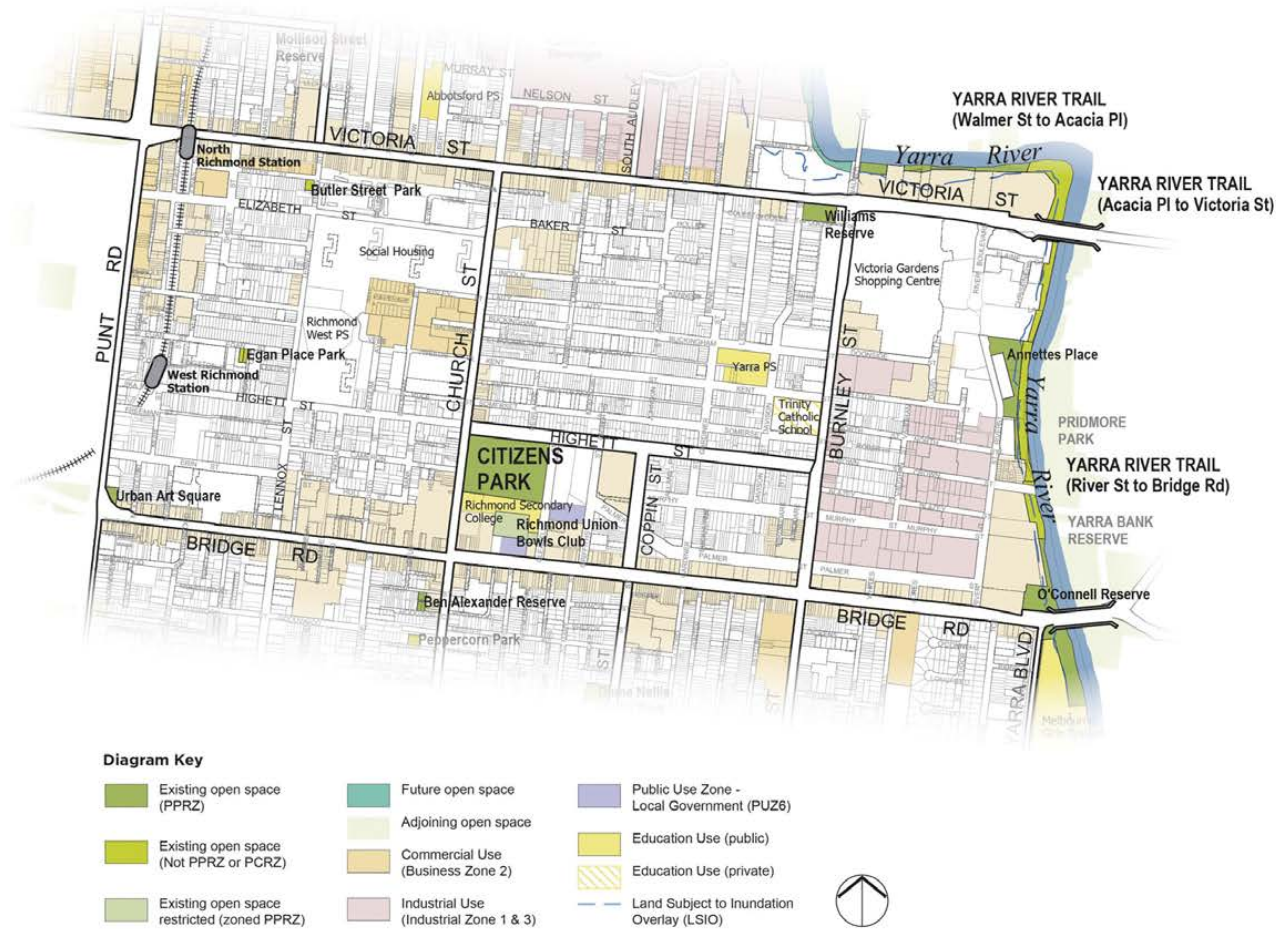 Mollison Street
Reserve
MURRAY ST
Abbotsford PS
NELSON ST
SOUTH AUDLEY
YARRA RIVER TRAIL
(Walmer St to Acacia Pl)
VICTORIA ST
North
Richmond Station
Yarra River
VICTORIA ST
YARRA RIVER TRAIL
(Acacia Pl to Victoria St)
Butler Street Park
ELIZABETH ST
Williams
Reserve
BAKER ST
Social Housing
Victoria Gardens
Shopping Centre
PUNT RD
CHURCH ST
Richmond
West PS
BURNLEY ST
Egan Place Park
Annettes Place
West Richmond
Station
Yarra PS
KENT
HIGHETT ST
Trinity
Catholic
School
Yarra River
PRIDMORE
PARK
HIGHETT ST
CITIZENS
PARK
YARRA RIVER TRAIL
(River St to Bridge Rd)
LENNOX ST
COPPIN ST
Urban Art Square
Richmond Secondary
College
Richmond Union
Bowls Club
PALMER
MURPHY ST MURPHY
YARRA BANK
RESERVE
BRIDGE RD
PALMER
PALMER
Ben Alexander Reserve
O'Connell Reserve
BRIDGE RD
Peppercorn Park
ST
ST
YARRA BLVD
Diagram Key
Existing open space
(PPRZ)
Existing open space
(Not PPRZ or PCRZ)
Existing open space
restricted (zoned PPRZ)
Future open space
Adjoining open space
Commercial Use
(Business Zone 2)
Industrial Use
(Industrial Zone 1 & 3)
Public Use Zone -
Local Government (PUZ6)
Education Use (public)
Education Use (private)
Land Subject to Inundation
Overlay (LSIO)